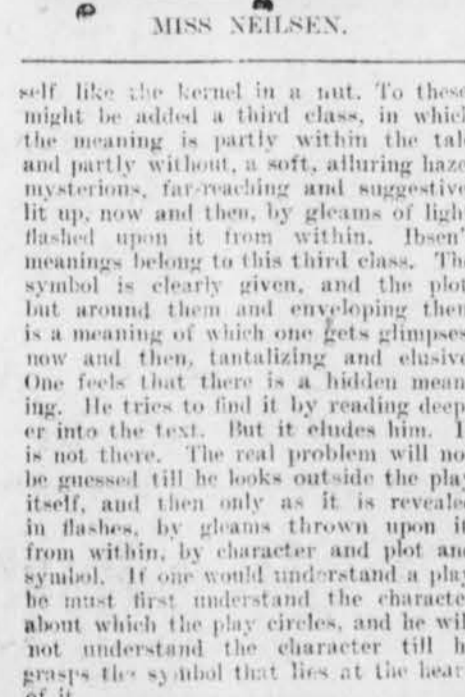 MISS NEILSEN.
self like the kernel in a nut. To these
might be added a third class, in which
the meaning is partly within the tal
and partly without, a soft, alluring haze
mysterious, far-reaching and suggestive
lit up, now and then, by gleams of ligh
flashed upon it from within. Ibsen'
meanings belong to this third class. Th
symbol is clearly given, and the plot
but around them and enveloping them
is a meaning of which one gets glimpses
now and then, tantalizing and elusive
One feels that there is a hidden mean
ing. He tries to find it by reading deep
er into the text. But it eludes him. I
is not there. The real problem will no
be guessed till he looks outside the play
itself, and then only as it is revealed
in flashes, by gleams thrown upon it
from within, by character and plot and
symbol. If one would understand a play
he must first understand the characte
about which the play circles, and he wil
not understand the character till h
grasps the symbol that lies at the hear
of it